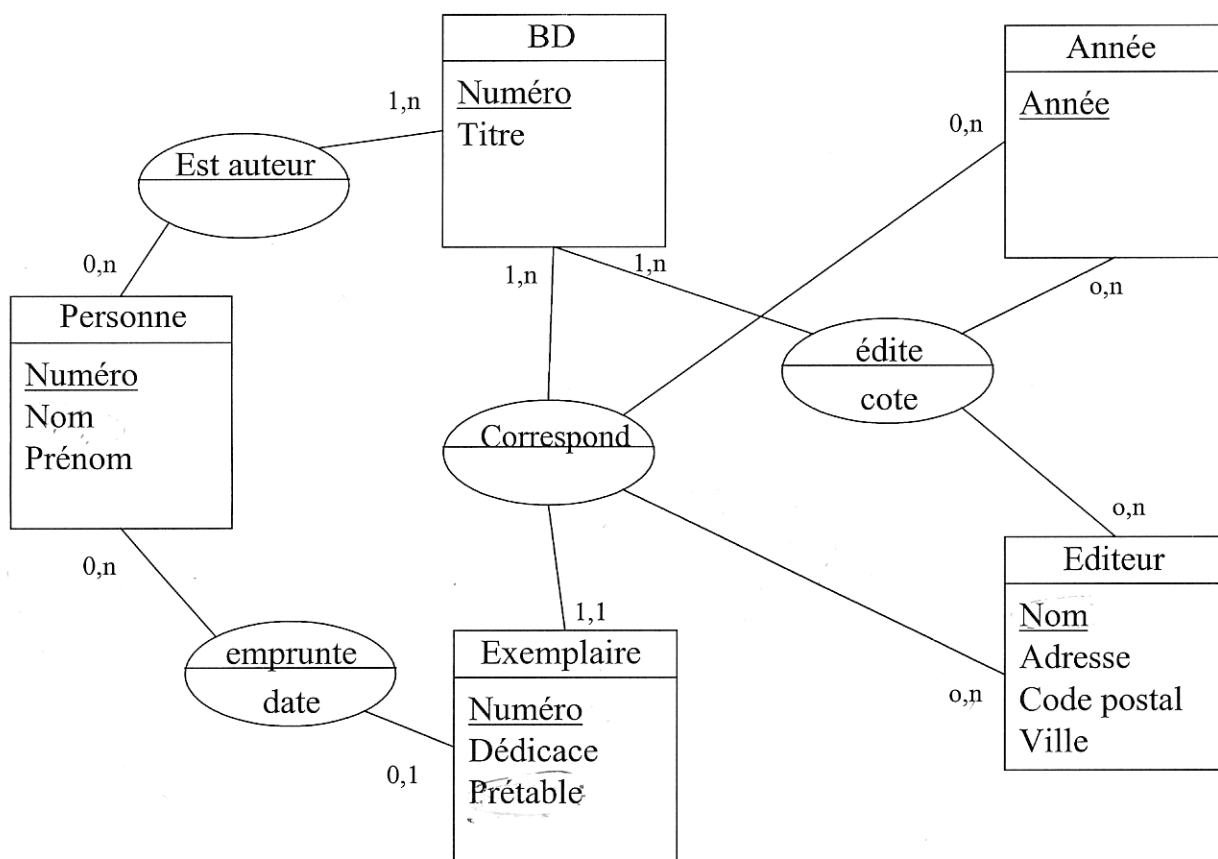 BD
Numéro
Titre
Année
Année
1,n
0,n
Est auteur
0,n
1,n
1,n
o,n
Personne
Numéro
Nom
Prénom
édite
cote
Correspond
o,n
0,n
Editeur
Nom
Adresse
Code postal
Ville
1,1
emprunte
date
Exemplaire
Numéro
Dédicace
Prétable
o,n
0,1